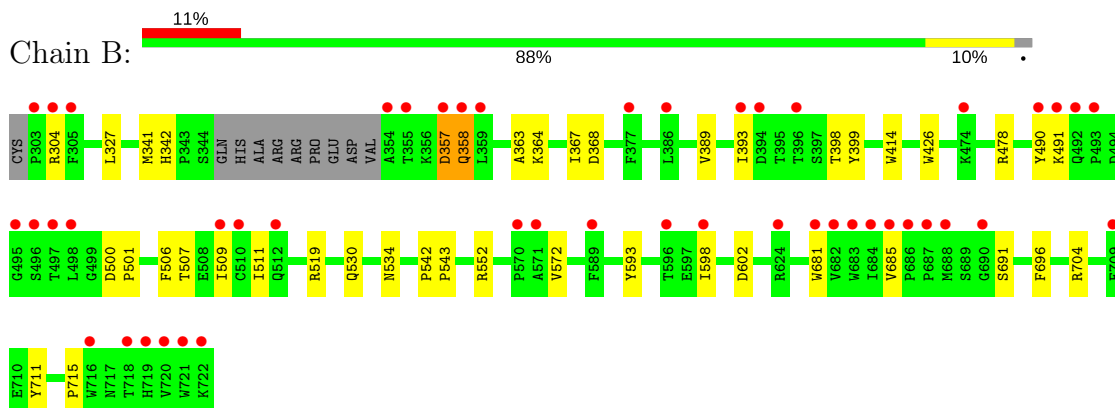 11%
Chain B:
88%
10%
•
CYS P303 R304 F305 L327 M341 H342 P343 S344 GLN HIS ALA ARG ARG PRO GLU ASP VAL A354 T355 K356 D357 Q358 L359 A363 K364 I367 D368 F377 L386 V389 I393 D394 T395 T396 S397 T398 Y399 W414 W426 K474 R478 Y490 K491 Q492 P493 D494
G495 S496 T497 L498 G499 D500 P501 F506 T507 E508 I509 C510 I511 Q512 R519 Q530 N534 P542 P543 R552 P570 A571 V572 F589 Y593 T596 E597 I598 D602 R624 W681 V682 W683 I684 V685 P686 P687 M688 S689 G690 S691 F696 R704 E709
E710 Y711 P715 W716 N717 T718 H719 V720 W721 K722